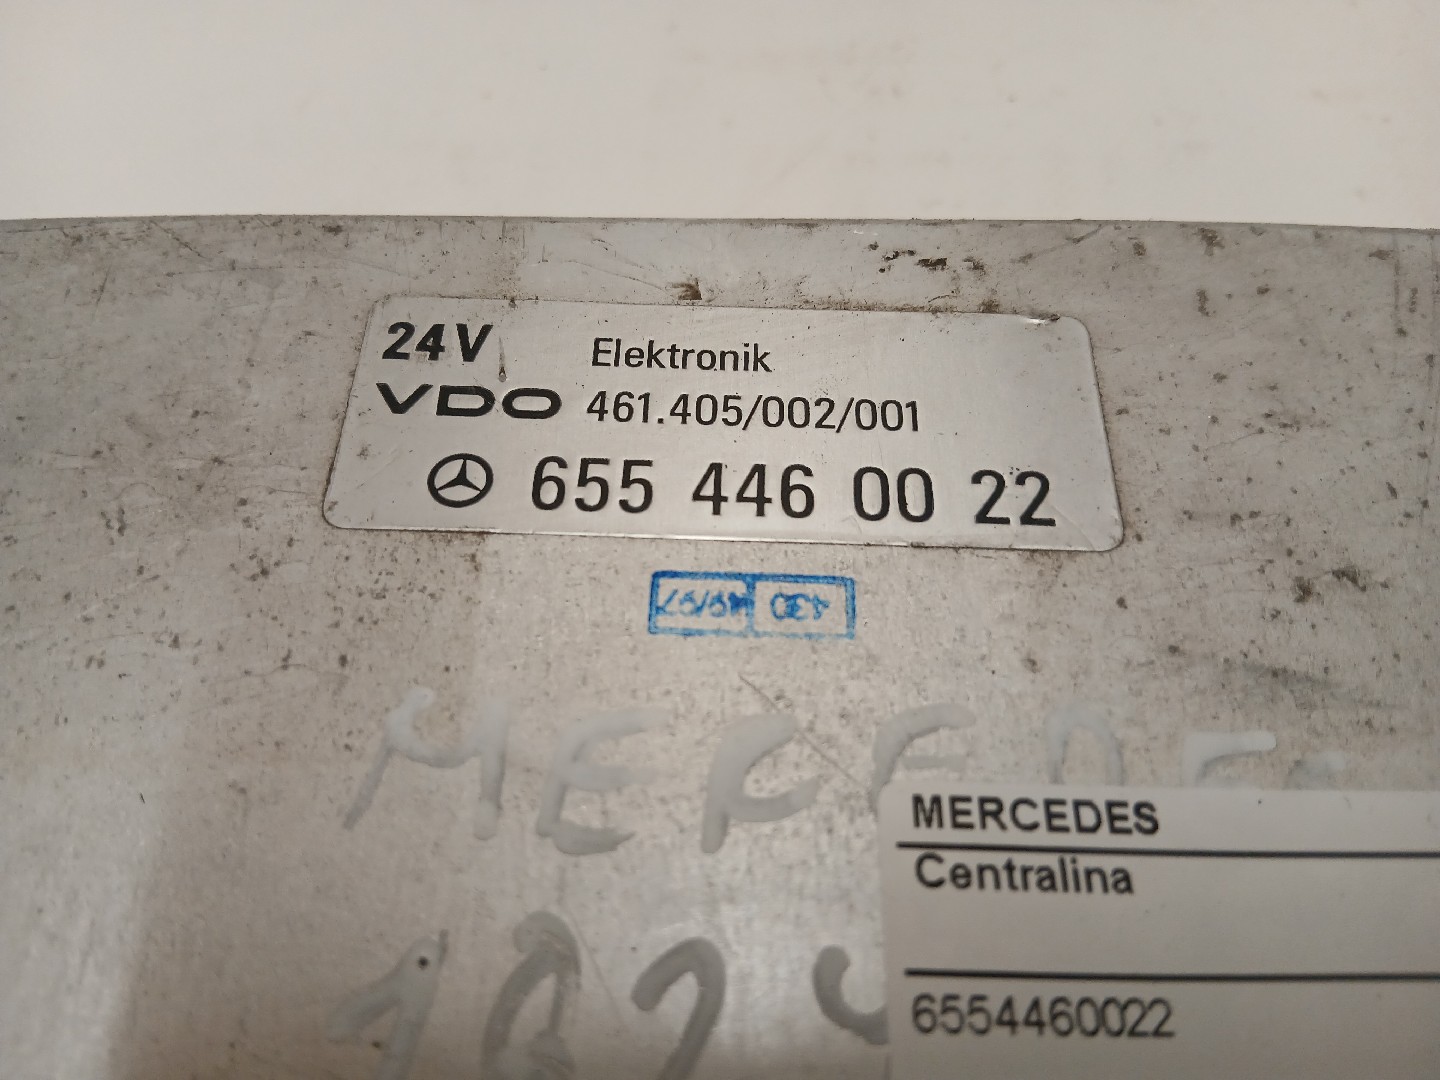 24V Elektronik
VDO 461.405/002/001
655 446 00 22
MERCEDES
Centralina
6554460022